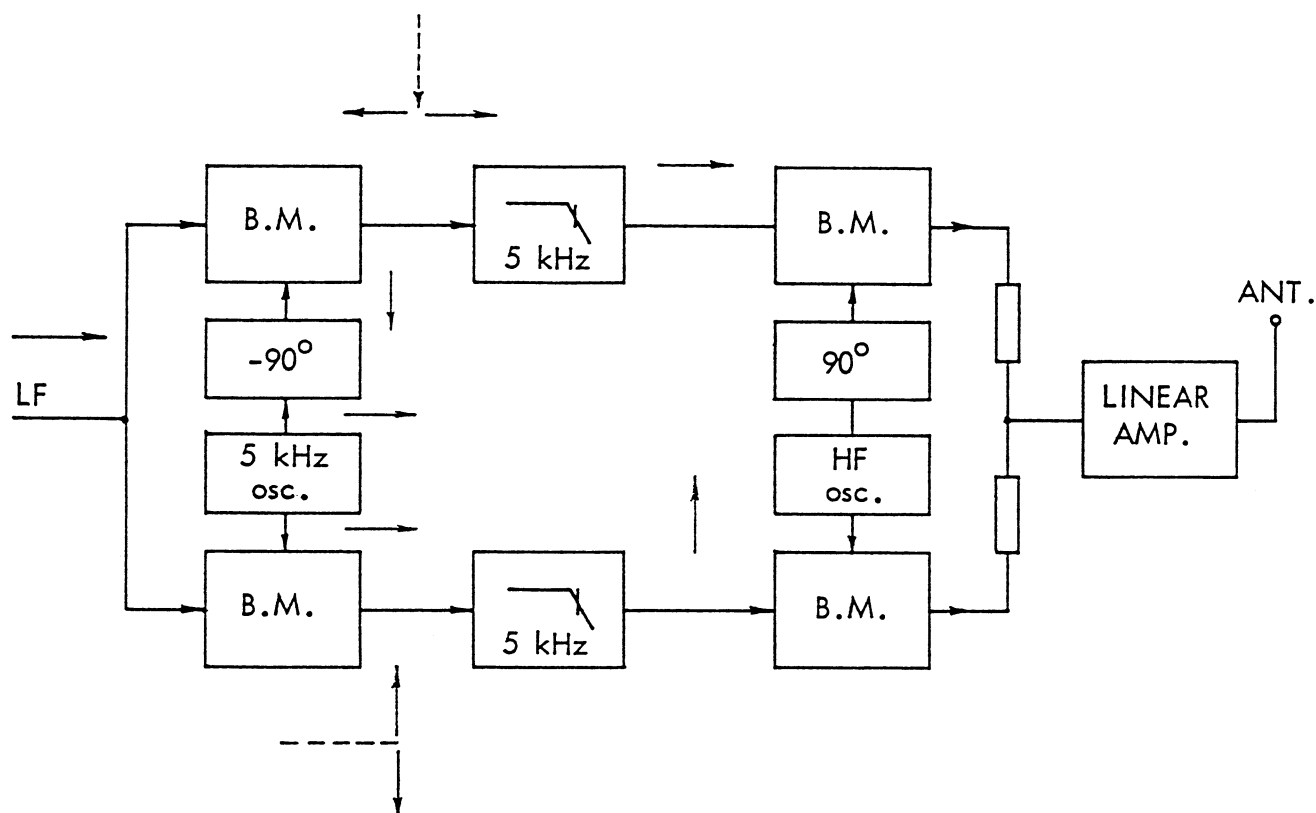 B.M.
5 kHz
B.M.
ANT.
-90°
90°
LF
LINEAR
AMP.
5 kHz
osc.
HF
osc.
B.M.
5 kHz
B.M.